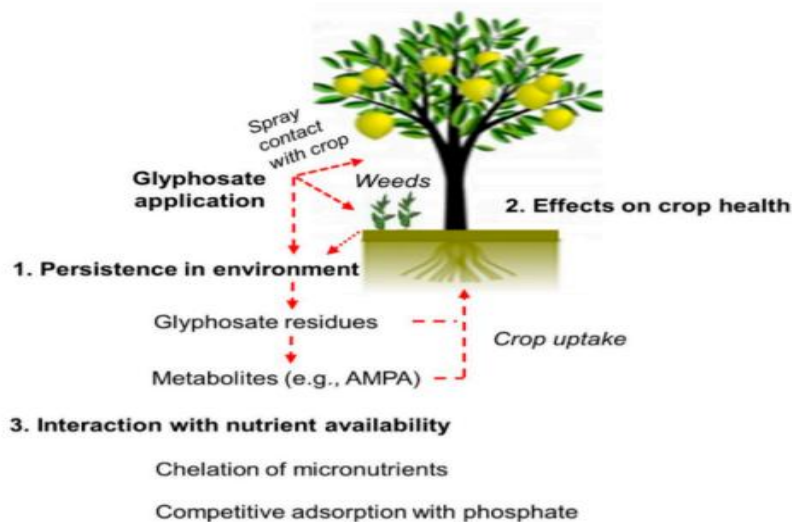 Spray
contact
with crop
Glyphosate
application
Weeds
2. Effects on crop health
1. Persistence in environment
Glyphosate residues
Crop uptake
Metabolites (e.g., AMPA)
3. Interaction with nutrient availability
Chelation of micronutrients
Competitive adsorption with phosphate